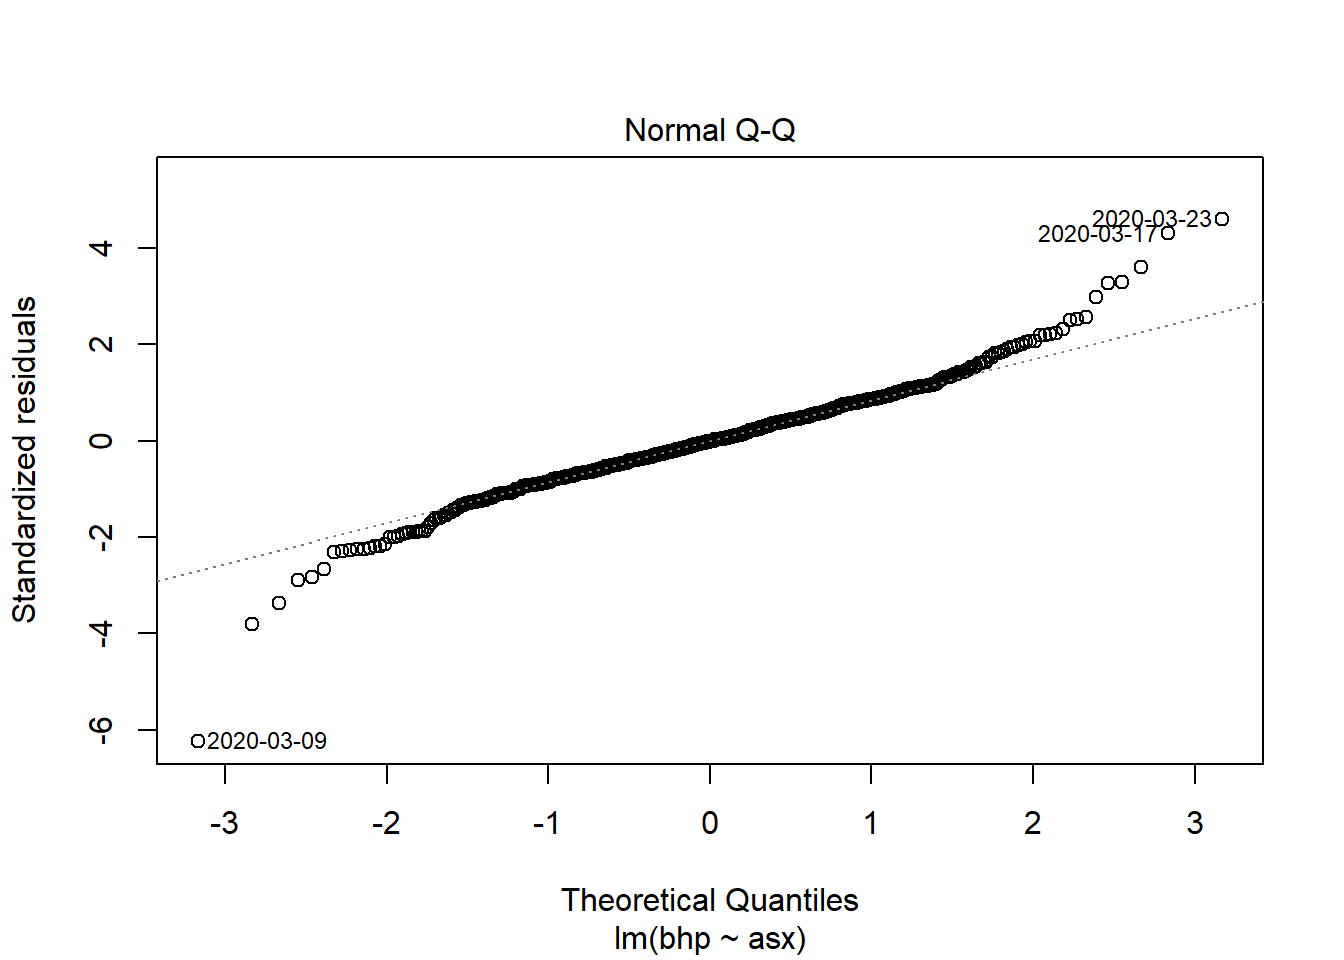 Normal Q-Q
Standardized residuals
4
2
0
-2
-4
-6
2020-03-23
2020-03-17
2020-03-09
-3 -2 -1 0 1 2 3
Theoretical Quantiles
lm(bhp ~ asx)